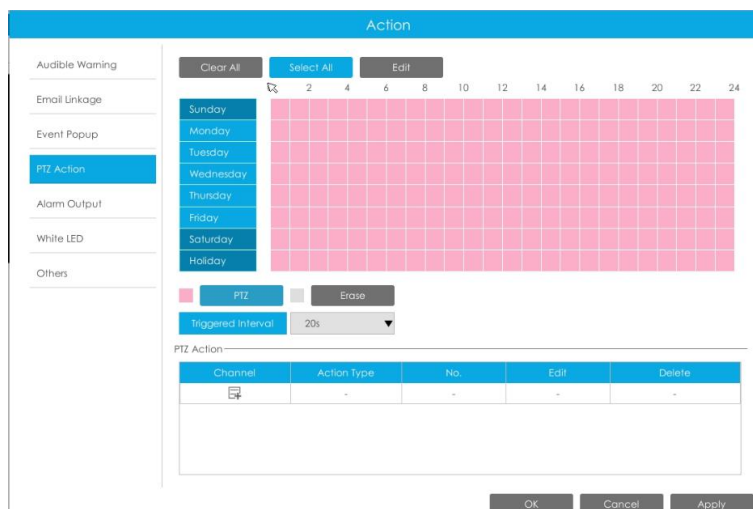 Action
Audible Warning
Email Linkage
Event Popup
PTZ Action
Alarm Output
White LED
Others
Clear All Select All Edit
2 4 6 8 10 12 14 16 18 20 22 24
Sunday
Monday
Tuesday
Wednesday
Thursday
Friday
Saturday
Holiday
PTZ Erase
Triggered Interval 20s
PTZ Action
Channel Action Type No. Edit Delete
- - - -
OK Cancel Apply